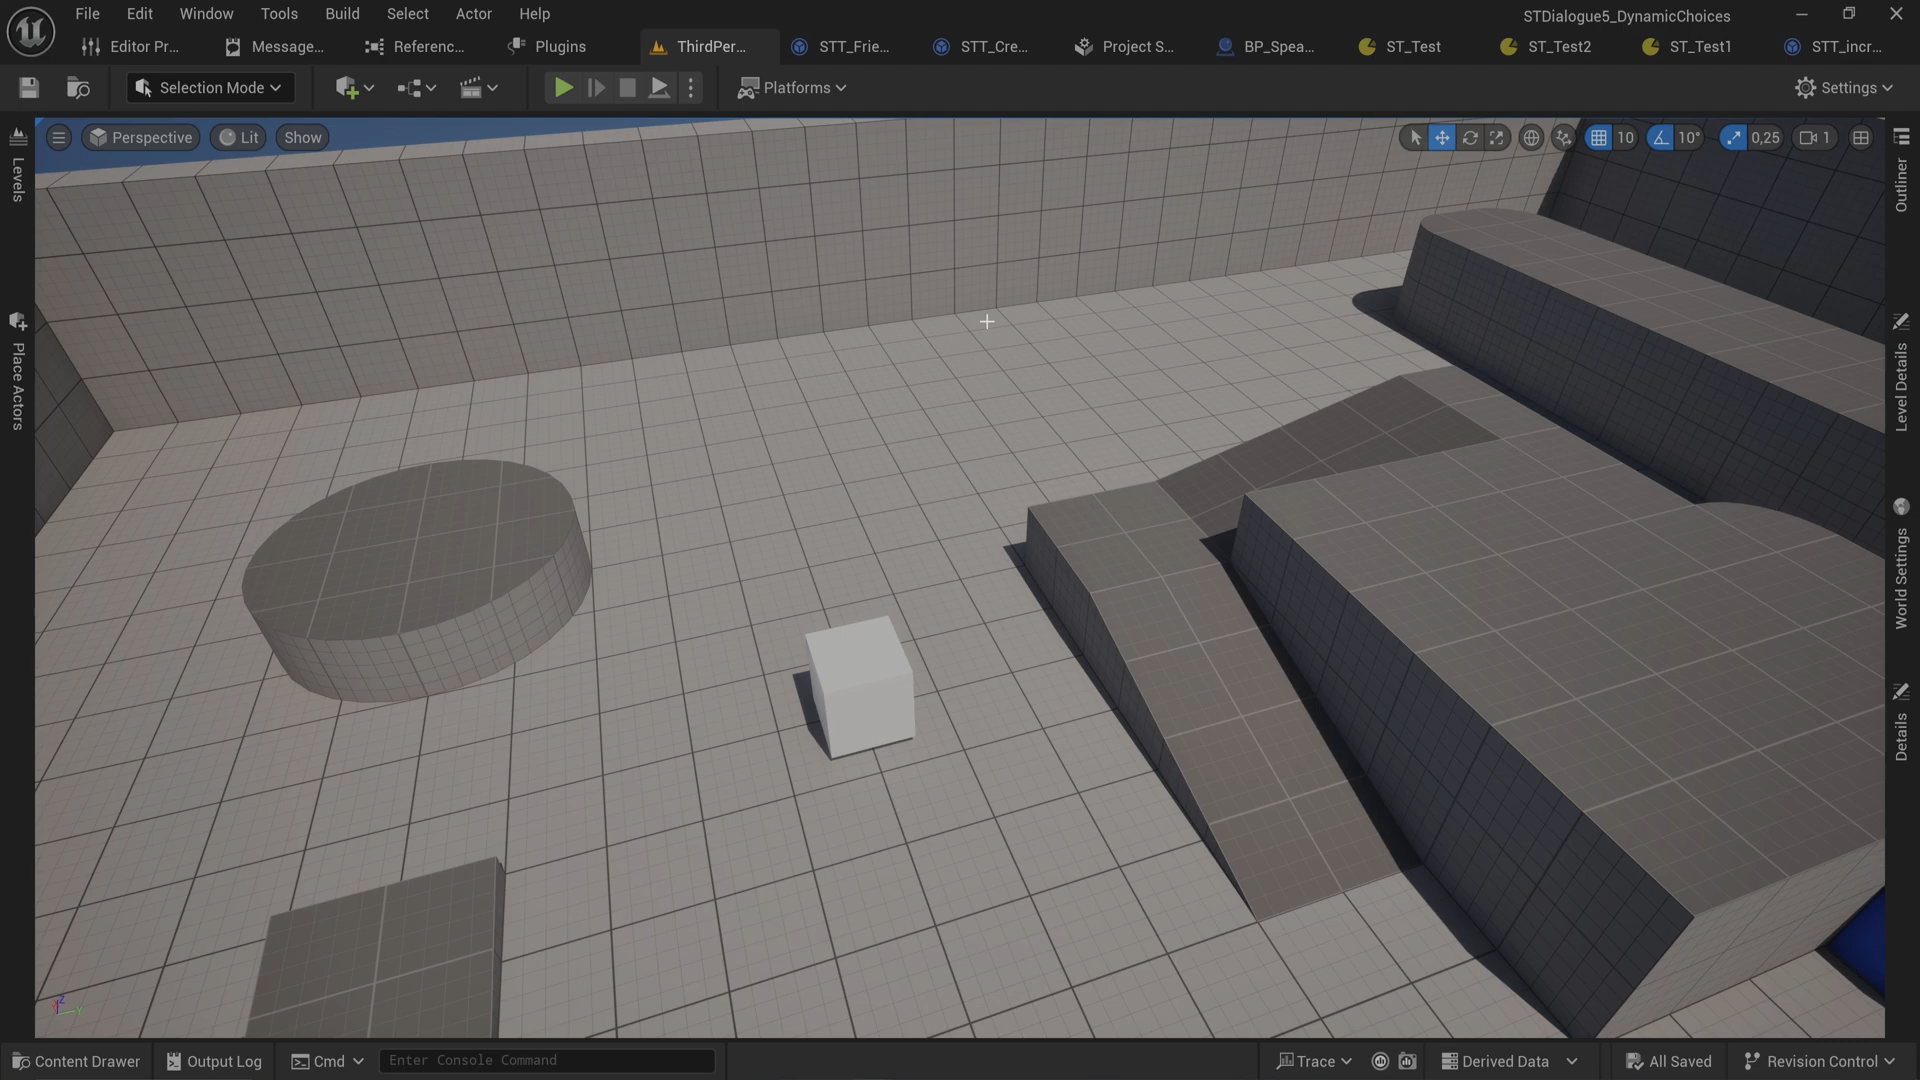 File Edit Window Tools Build Select Actor Help
STDialogue5_DynamicChoices
Editor Pr... Message... Referenc... Plugins ThirdPer... STT_Frie... STT_Cre... Project S... BP_Spea... ST_Test ST_Test2 ST_Test1 STT_incr...
Selection Mode Platforms Settings
Perspective Lit Show 10 10° 0,25 1
Levels
Place Actors
Outliner
Level Details
World Settings
Details
Z
Y
Content Drawer Output Log Cmd Enter Console Command Trace Derived Data All Saved Revision Control